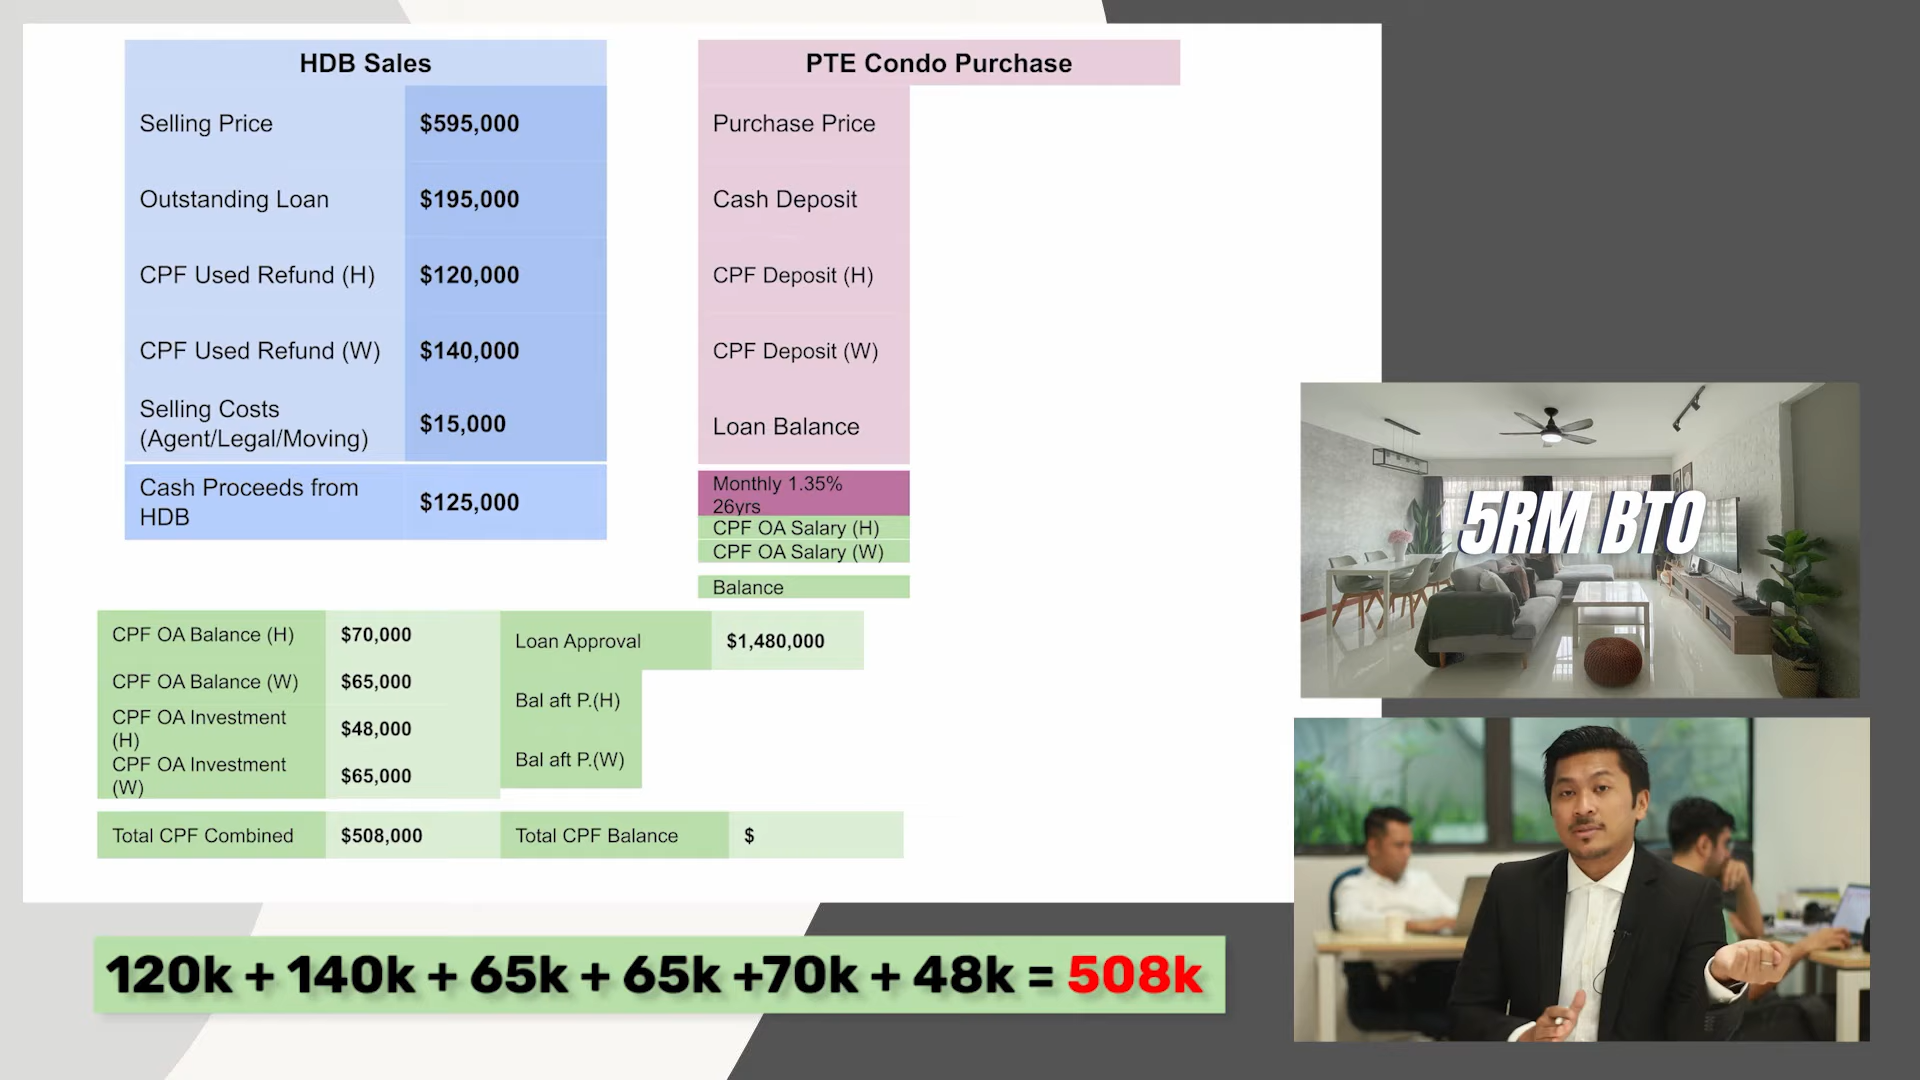 HDB Sales
Selling Price $595,000
Outstanding Loan $195,000
CPF Used Refund (H) $120,000
CPF Used Refund (W) $140,000
Selling Costs
(Agent/Legal/Moving) $15,000
Cash Proceeds from
HDB $125,000
PTE Condo Purchase
Purchase Price
Cash Deposit
CPF Deposit (H)
CPF Deposit (W)
Loan Balance
Monthly 1.35%
26yrs
CPF OA Salary (H)
CPF OA Salary (W)
Balance
CPF OA Balance (H) $70,000
CPF OA Balance (W) $65,000
CPF OA Investment
(H) $48,000
CPF OA Investment
(W) $65,000
Loan Approval $1,480,000
Bal aft P.(H)
Bal aft P.(W)
Total CPF Combined $508,000
Total CPF Balance $
5RM BTO
120k + 140k + 65k + 65k +70k + 48k = 508k